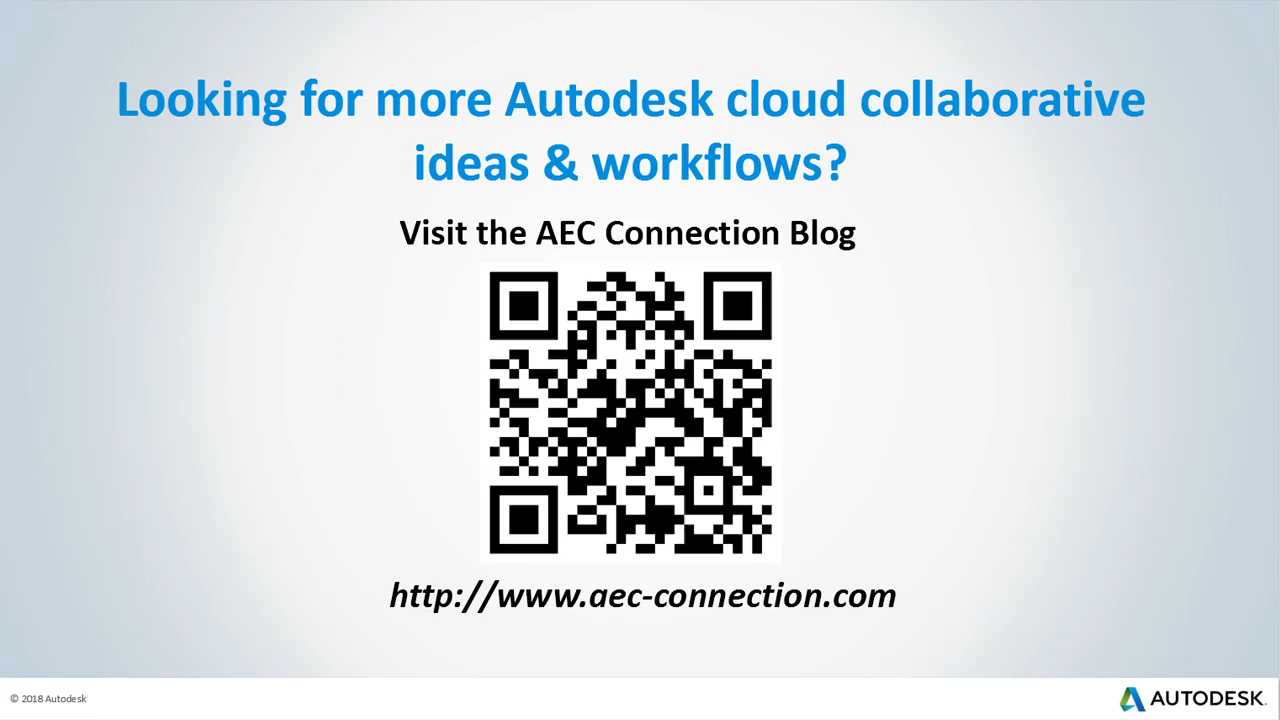 Looking for more Autodesk cloud collaborative
ideas & workflows?
Visit the AEC Connection Blog
http://www.aec-connection.com
© 2018 Autodesk
AUTODESK.